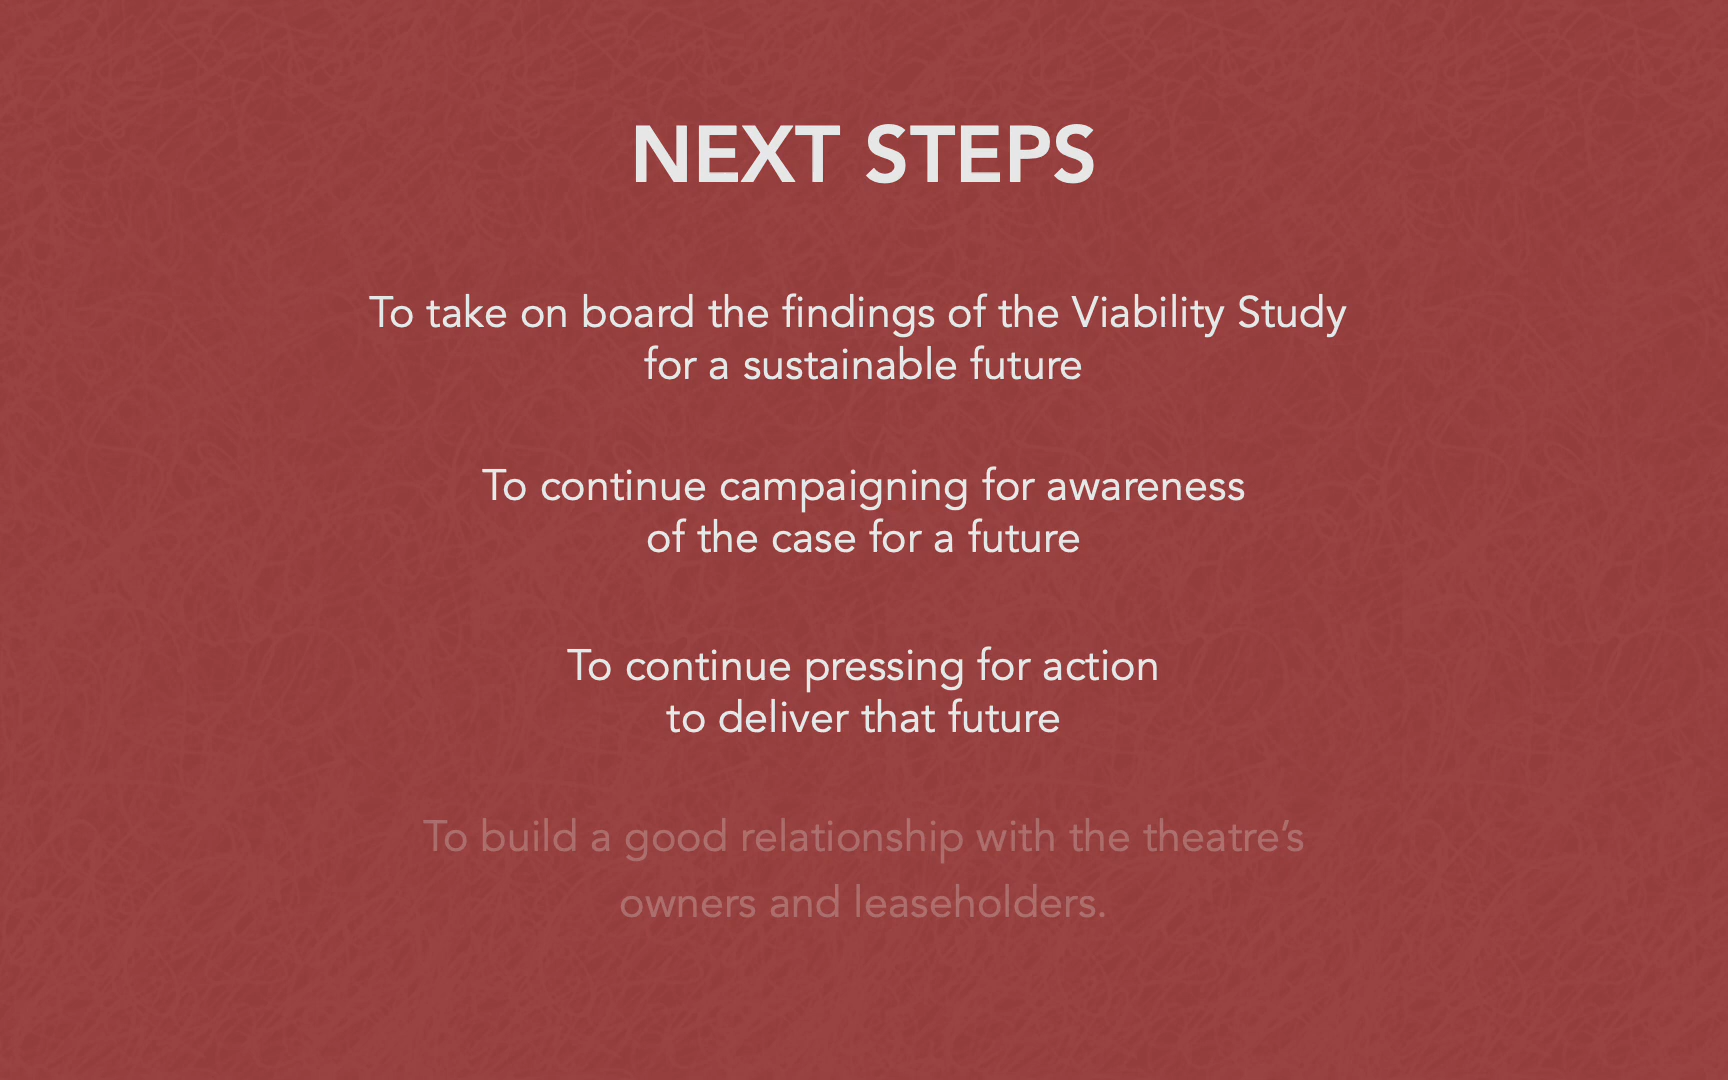 NEXT STEPS
To take on board the findings of the Viability Study
for a sustainable future
To continue campaigning for awareness
of the case for a future
To continue pressing for action
to deliver that future
To build a good relationship with the theatre’s
owners and leaseholders.